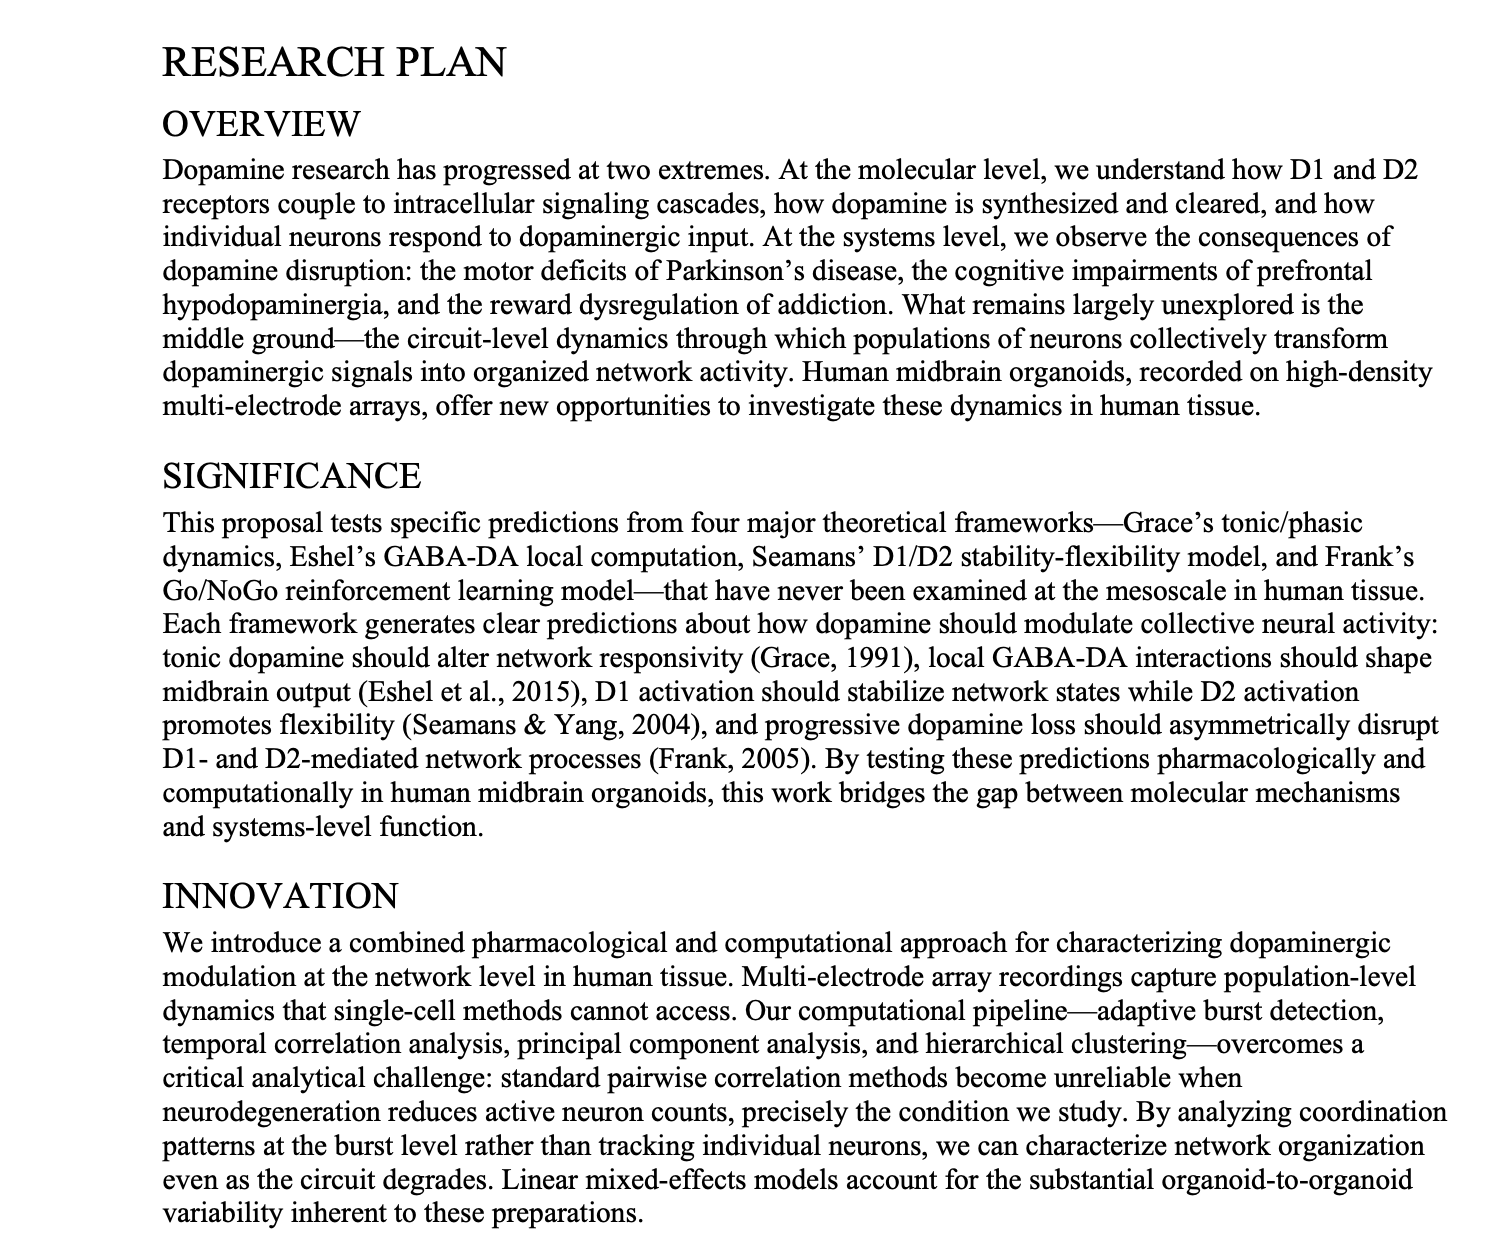 RESEARCH PLAN
OVERVIEW
Dopamine research has progressed at two extremes. At the molecular level, we understand how D1 and D2
receptors couple to intracellular signaling cascades, how dopamine is synthesized and cleared, and how
individual neurons respond to dopaminergic input. At the systems level, we observe the consequences of
dopamine disruption: the motor deficits of Parkinson’s disease, the cognitive impairments of prefrontal
hypodopaminergia, and the reward dysregulation of addiction. What remains largely unexplored is the
middle ground—the circuit-level dynamics through which populations of neurons collectively transform
dopaminergic signals into organized network activity. Human midbrain organoids, recorded on high-density
multi-electrode arrays, offer new opportunities to investigate these dynamics in human tissue.
SIGNIFICANCE
This proposal tests specific predictions from four major theoretical frameworks—Grace’s tonic/phasic
dynamics, Eshel’s GABA-DA local computation, Seamans’ D1/D2 stability-flexibility model, and Frank’s
Go/NoGo reinforcement learning model—that have never been examined at the mesoscale in human tissue.
Each framework generates clear predictions about how dopamine should modulate collective neural activity:
tonic dopamine should alter network responsivity (Grace, 1991), local GABA-DA interactions should shape
midbrain output (Eshel et al., 2015), D1 activation should stabilize network states while D2 activation
promotes flexibility (Seamans & Yang, 2004), and progressive dopamine loss should asymmetrically disrupt
D1- and D2-mediated network processes (Frank, 2005). By testing these predictions pharmacologically and
computationally in human midbrain organoids, this work bridges the gap between molecular mechanisms
and systems-level function.
INNOVATION
We introduce a combined pharmacological and computational approach for characterizing dopaminergic
modulation at the network level in human tissue. Multi-electrode array recordings capture population-level
dynamics that single-cell methods cannot access. Our computational pipeline—adaptive burst detection,
temporal correlation analysis, principal component analysis, and hierarchical clustering—overcomes a
critical analytical challenge: standard pairwise correlation methods become unreliable when
neurodegeneration reduces active neuron counts, precisely the condition we study. By analyzing coordination
patterns at the burst level rather than tracking individual neurons, we can characterize network organization
even as the circuit degrades. Linear mixed-effects models account for the substantial organoid-to-organoid
variability inherent to these preparations.